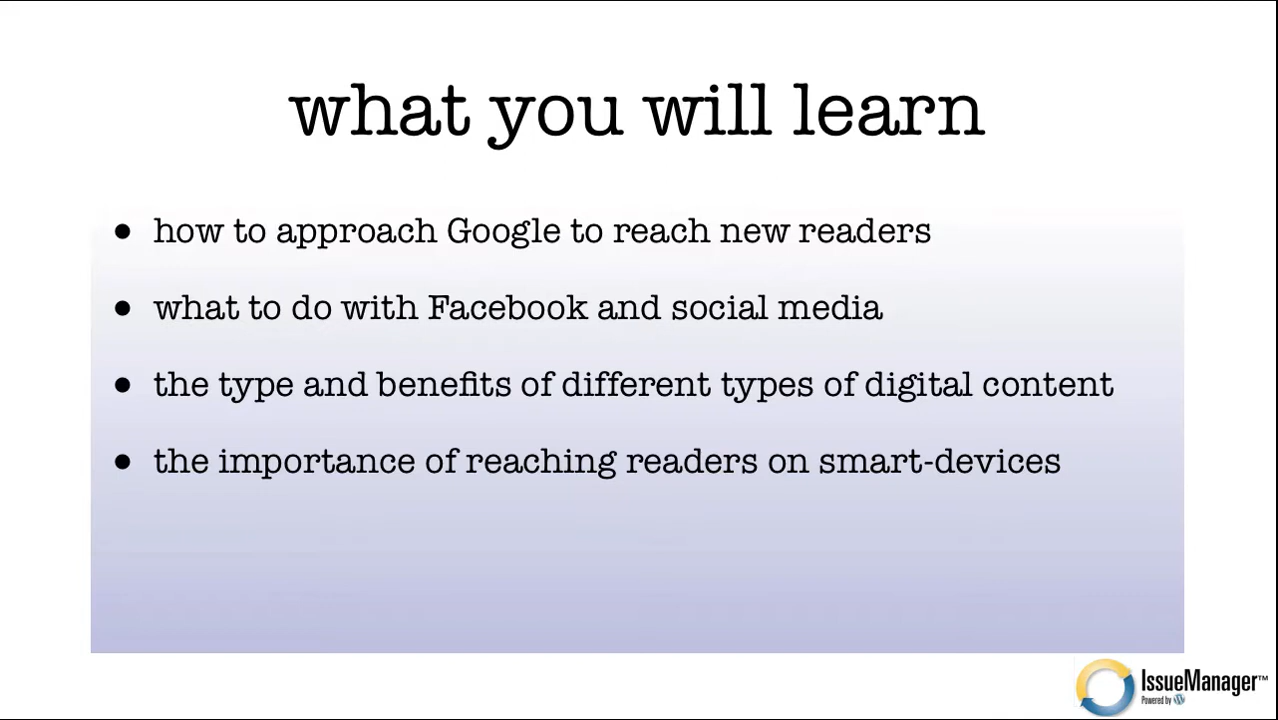 what you will learn
• how to approach Google to reach new readers
• what to do with Facebook and social media
• the type and benefits of different types of digital content
• the importance of reaching readers on smart-devices
IssueManager™
Powered by